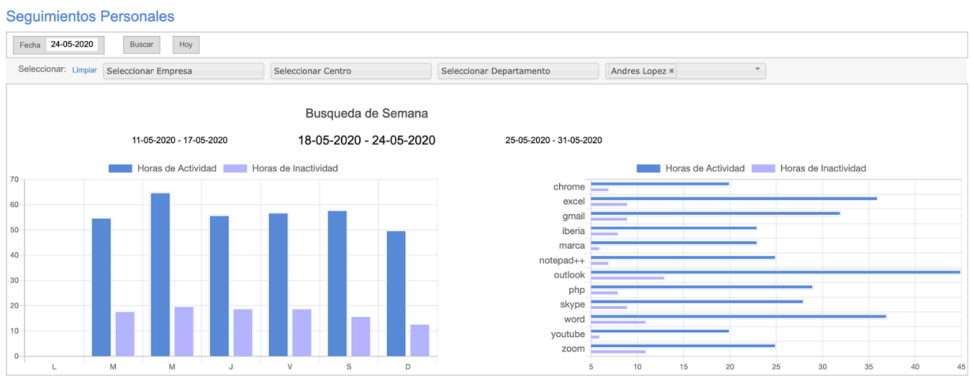 Seguimientos Personales
Fecha 24-05-2020 Buscar Hoy
Seleccionar: Limpiar Seleccionar Empresa Seleccionar Centro Seleccionar Departamento Andres Lopez ×
Busqueda de Semana
11-05-2020 - 17-05-2020 18-05-2020 - 24-05-2020 25-05-2020 - 31-05-2020
Horas de Actividad Horas de Inactividad
70
60
50
40
30
20
10
0
L M M J V S D
Horas de Actividad Horas de Inactividad
chrome
excel
gmail
iberia
marca
notepad++
outlook
php
skype
word
youtube
zoom
5 10 15 20 25 30 35 40 45